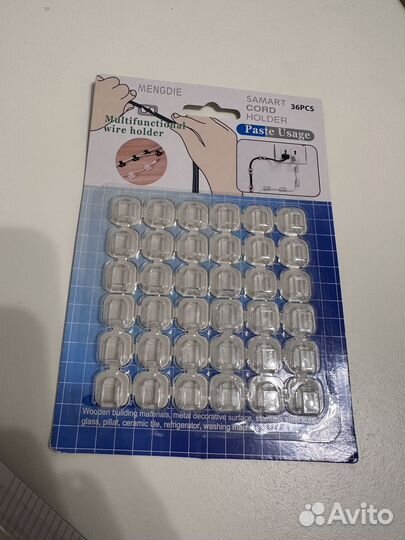 MENGDIE
SAMART
CORD
HOLDER
36PCS
Multifunctional
wire holder
Paste Usage
Wooden building materials, metal decorative surface,
glass, pillat, ceramic tile, refrigerator, washing
Avito